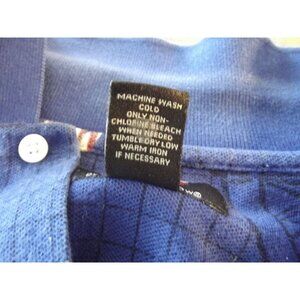 MACHINE WASH
COLD
ONLY NON-
CHLORINE BLEACH
WHEN NEEDED
TUMBLE DRY LOW
WARM IRON
IF NECESSARY